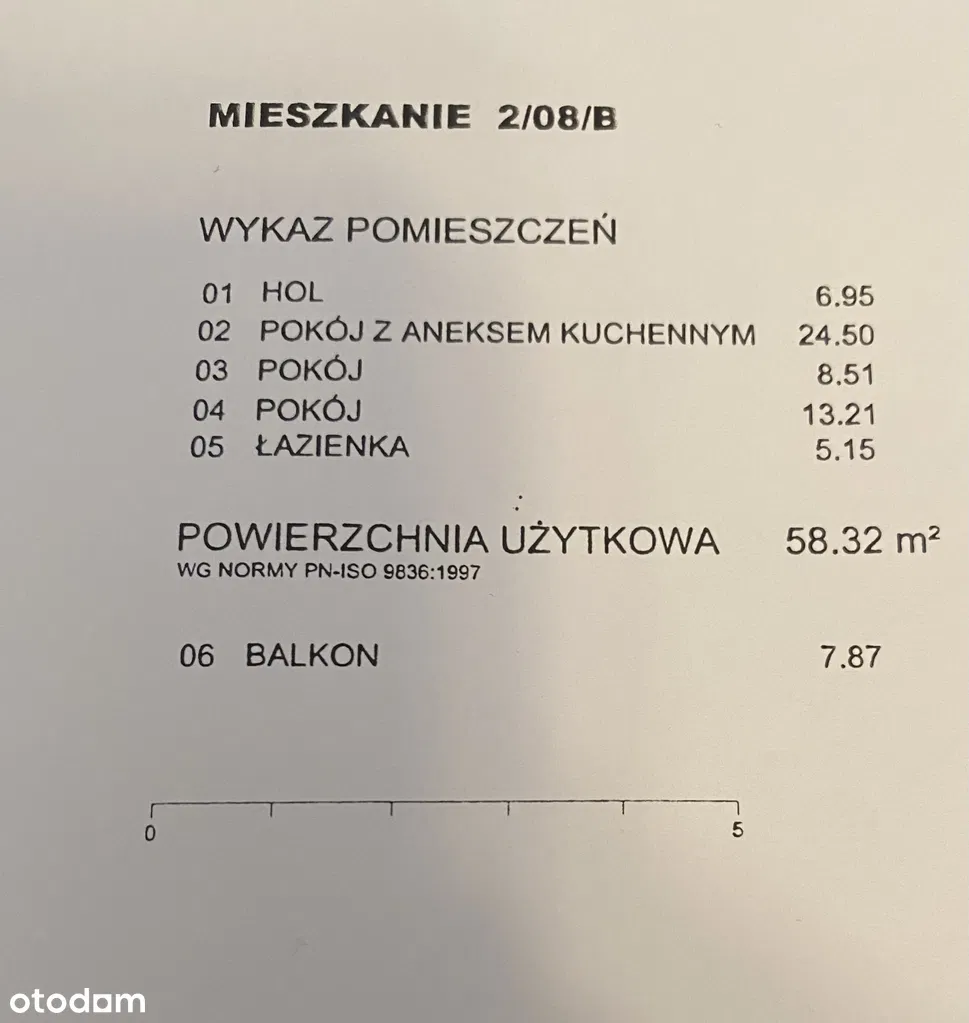 MIESZKANIE 2/08/B
WYKAZ POMIESZCZEŃ
01 HOL 6.95
02 POKÓJ Z ANEKSEM KUCHENNYM 24.50
03 POKÓJ 8.51
04 POKÓJ 13.21
05 ŁAZIENKA 5.15
POWIERZCHNIA UŻYTKOWA 58.32 m²
WG NORMY PN-ISO 9836:1997
06 BALKON 7.87
0 5
otodom